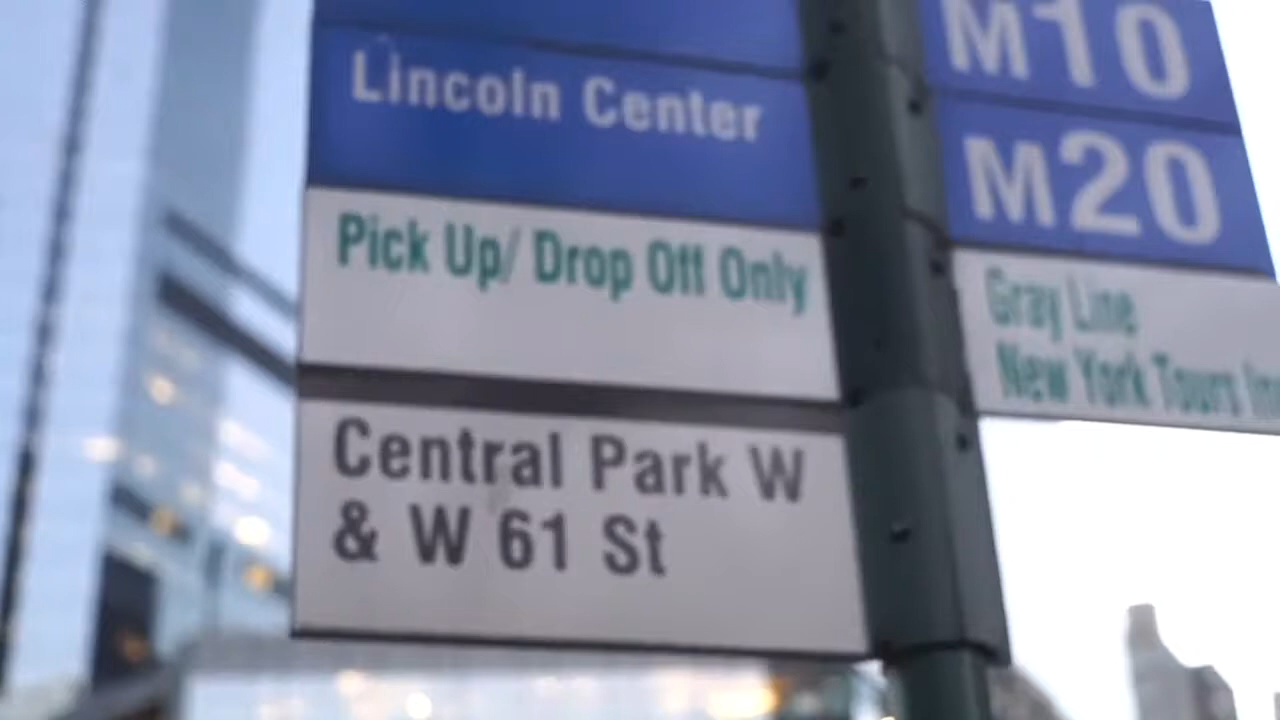 Lincoln Center
Pick Up/ Drop Off Only
Central Park W
& W 61 St
M10
M20
Gray Line
New York Tours